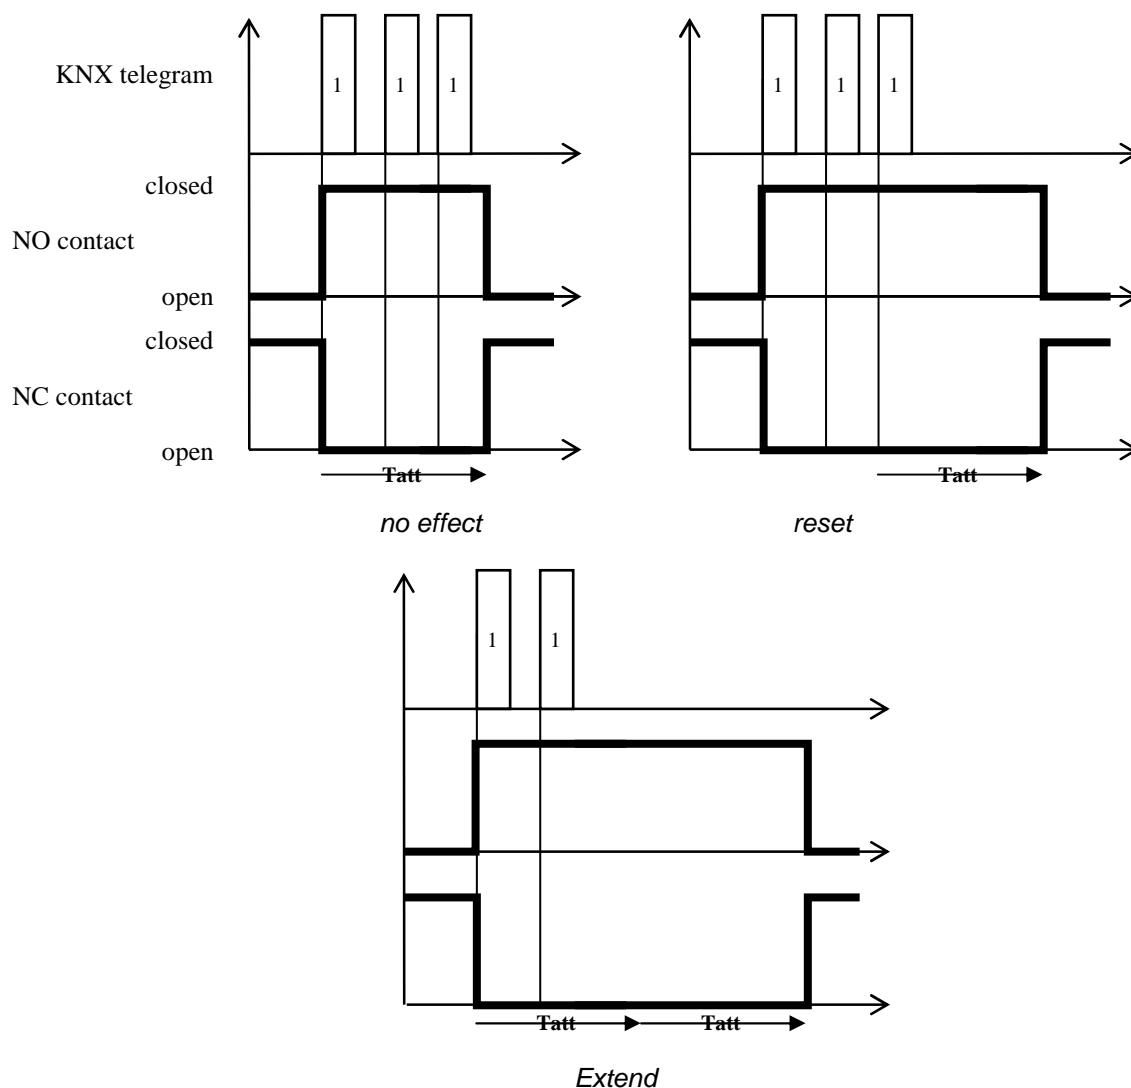 KNX telegram
1 1 1
1 1 1
closed
NO contact
open
closed
NC contact
open
Tatt
Tatt
no effect
reset
1 1
Tatt Tatt
Extend